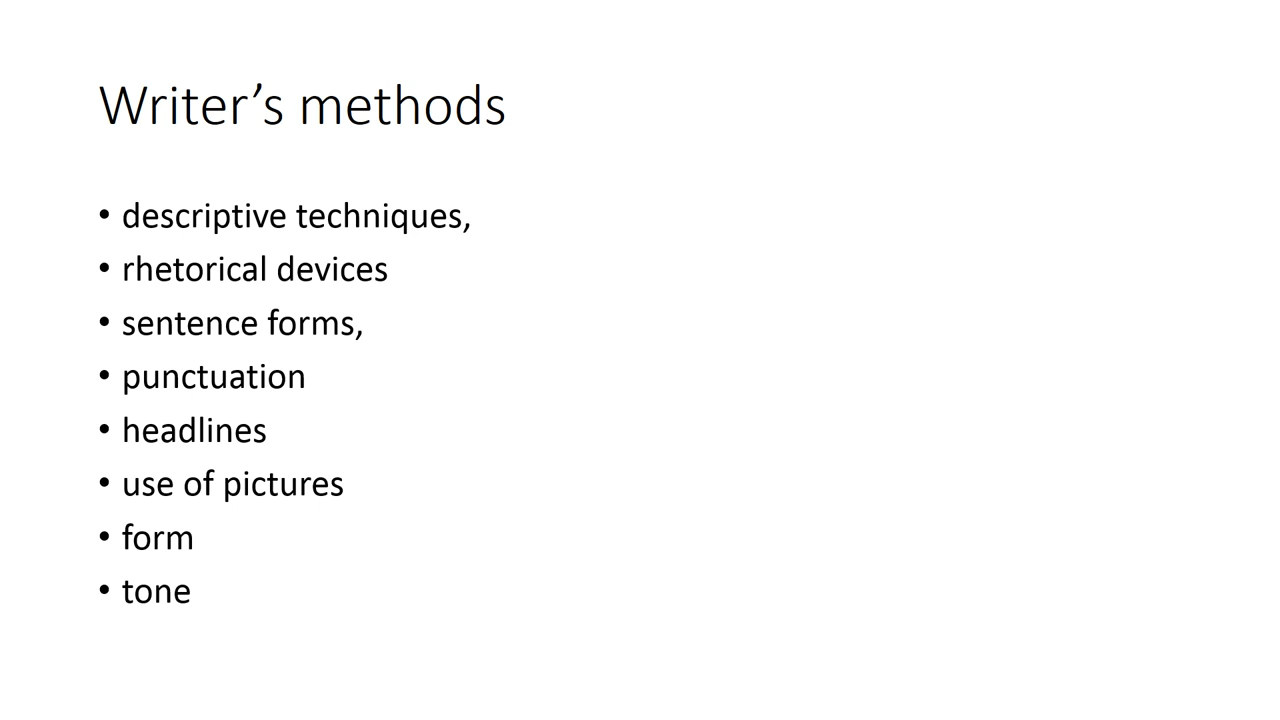 Writer’s methods
• descriptive techniques,
• rhetorical devices
• sentence forms,
• punctuation
• headlines
• use of pictures
• form
• tone